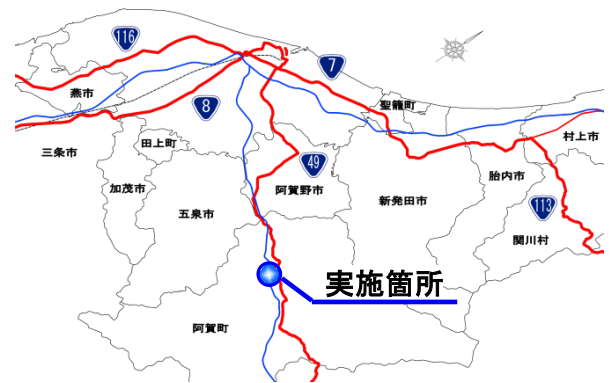 116
7
燕市
8
聖籠町
村上市
三条市
田上町
49
加茂市
阿賀野市
新発田市
胎内市
113
五泉市
関川村
実施箇所
阿賀町